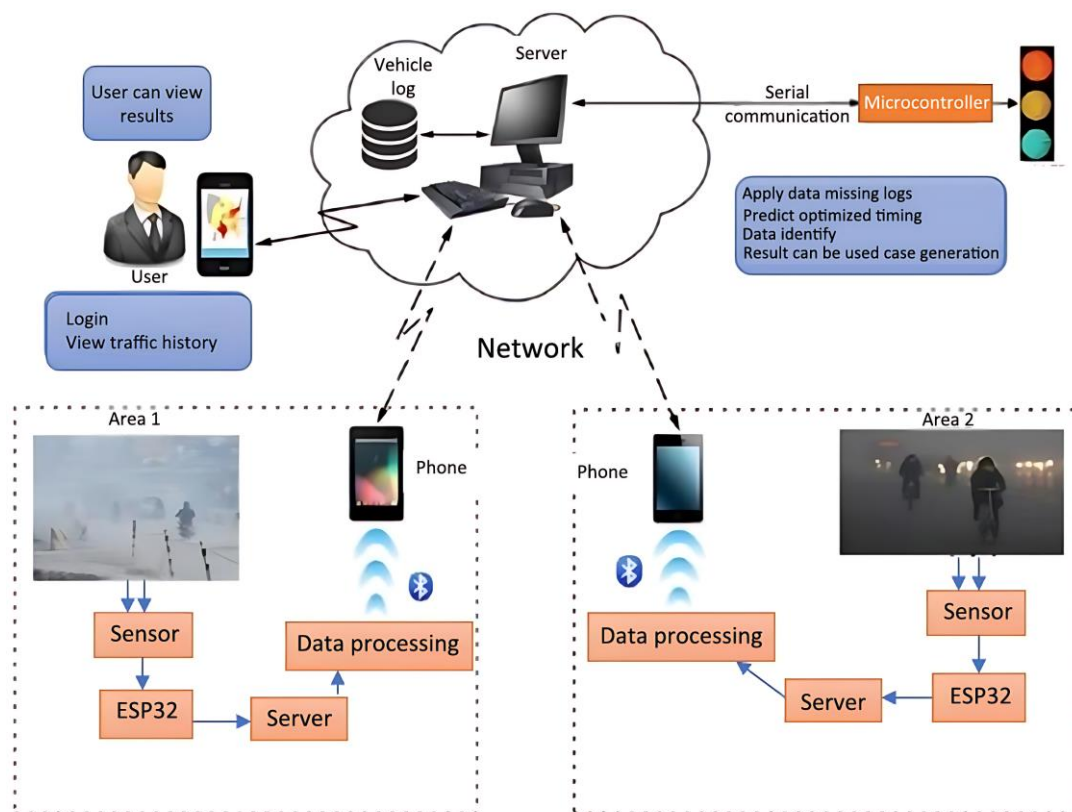 Server
Vehicle
log
User can view
results
Serial
communication
Microcontroller
Apply data missing logs
Predict optimized timing
Data identify
Result can be used case generation
User
Login
View traffic history
Network
Area 1
Phone
Sensor
Data processing
ESP32
Server
Area 2
Phone
Sensor
Data processing
ESP32
Server